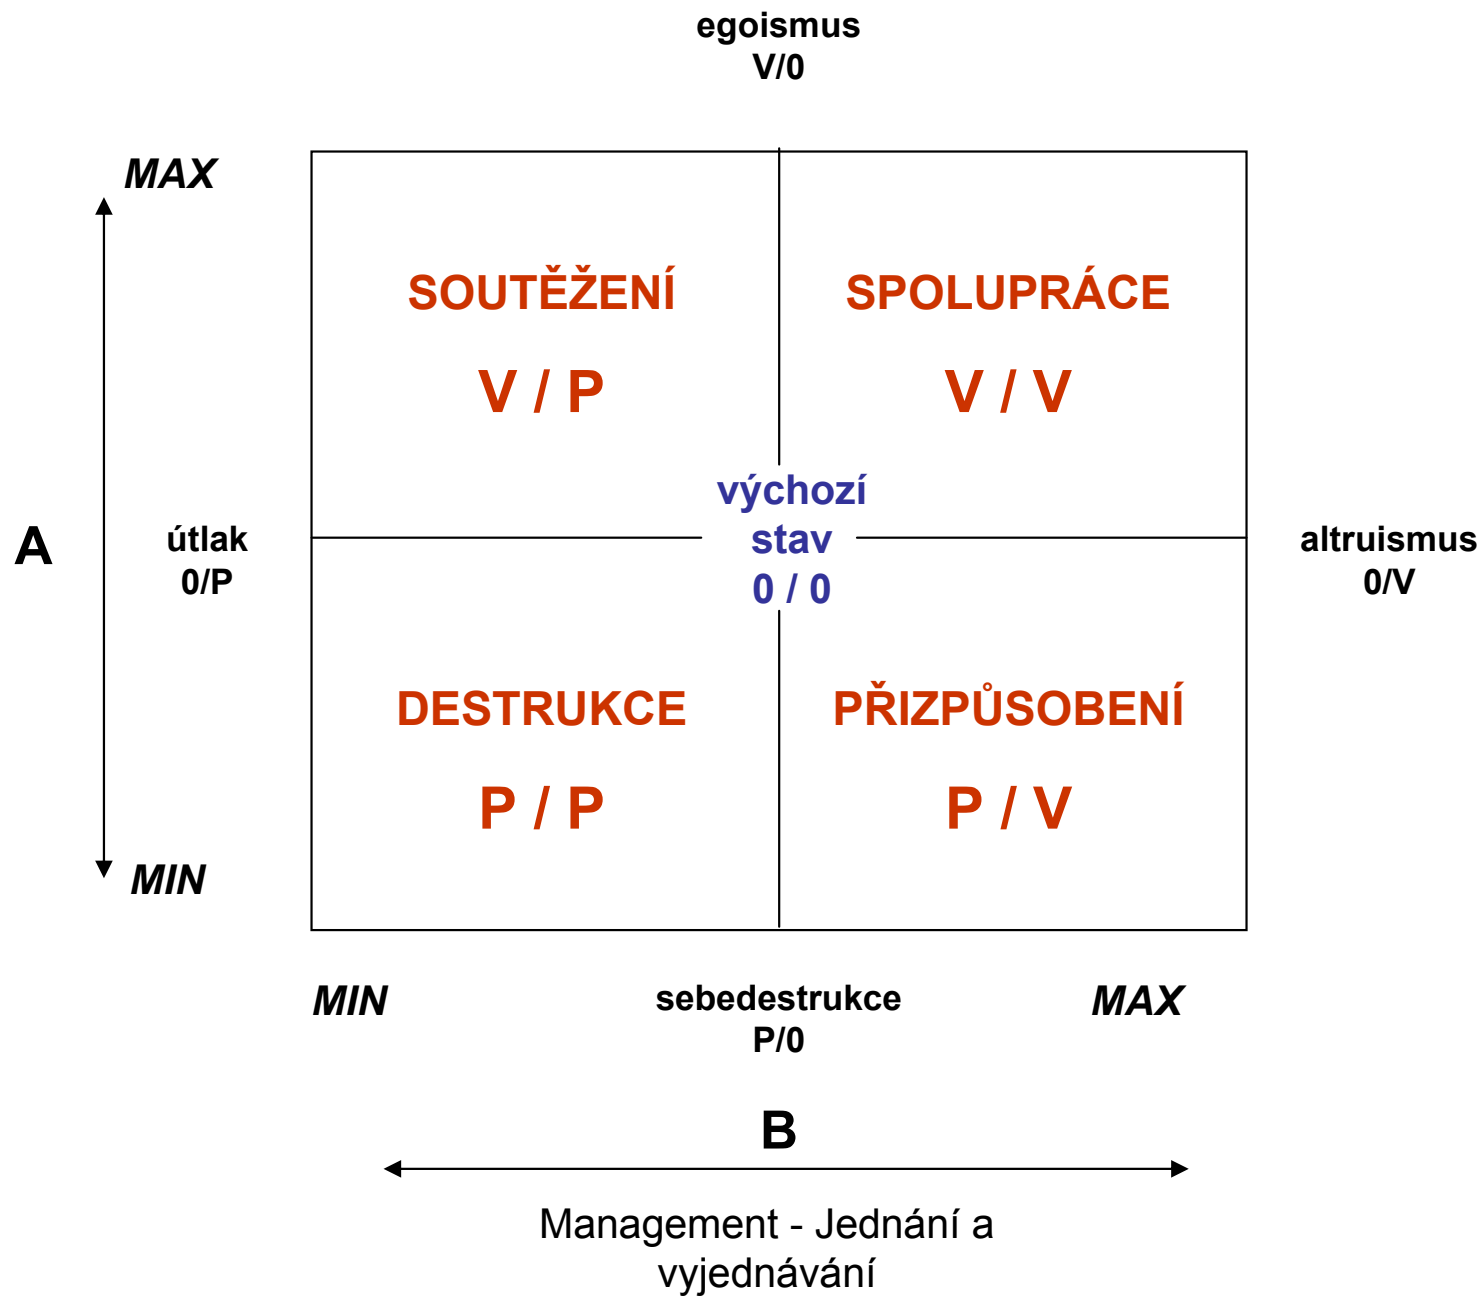 egoismus
V/0
MAX
SOUTĚŽENÍ
SPOLUPRÁCE
V / P
V / V
výchozí
stav
0 / 0
A
útlak
0/P
altruismus
0/V
DESTRUKCE
PŘIZPŮSOBENÍ
P / P
P / V
MIN
MIN
sebedestrukce
P/0
MAX
B
Management - Jednání a
vyjednávání